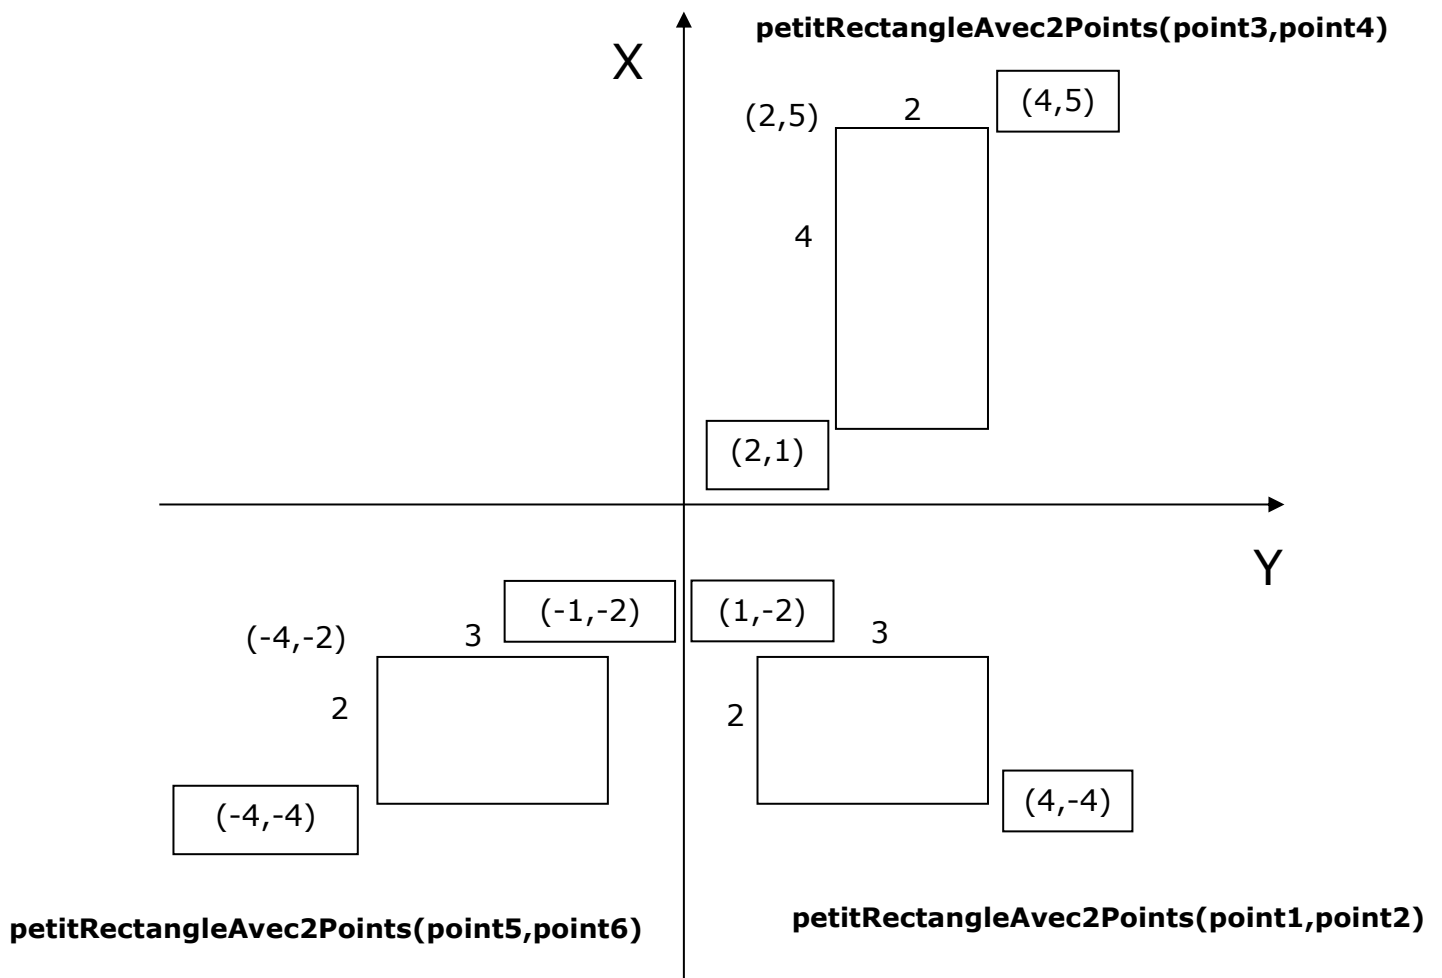 petitRectangleAvec2Points(point3,point4)
X
(2,5)
2
(4,5)
4
(2,1)
Y
(-1,-2)
(1,-2)
(-4,-2)
3
3
2
2
(-4,-4)
(4,-4)
petitRectangleAvec2Points(point5,point6)
petitRectangleAvec2Points(point1,point2)